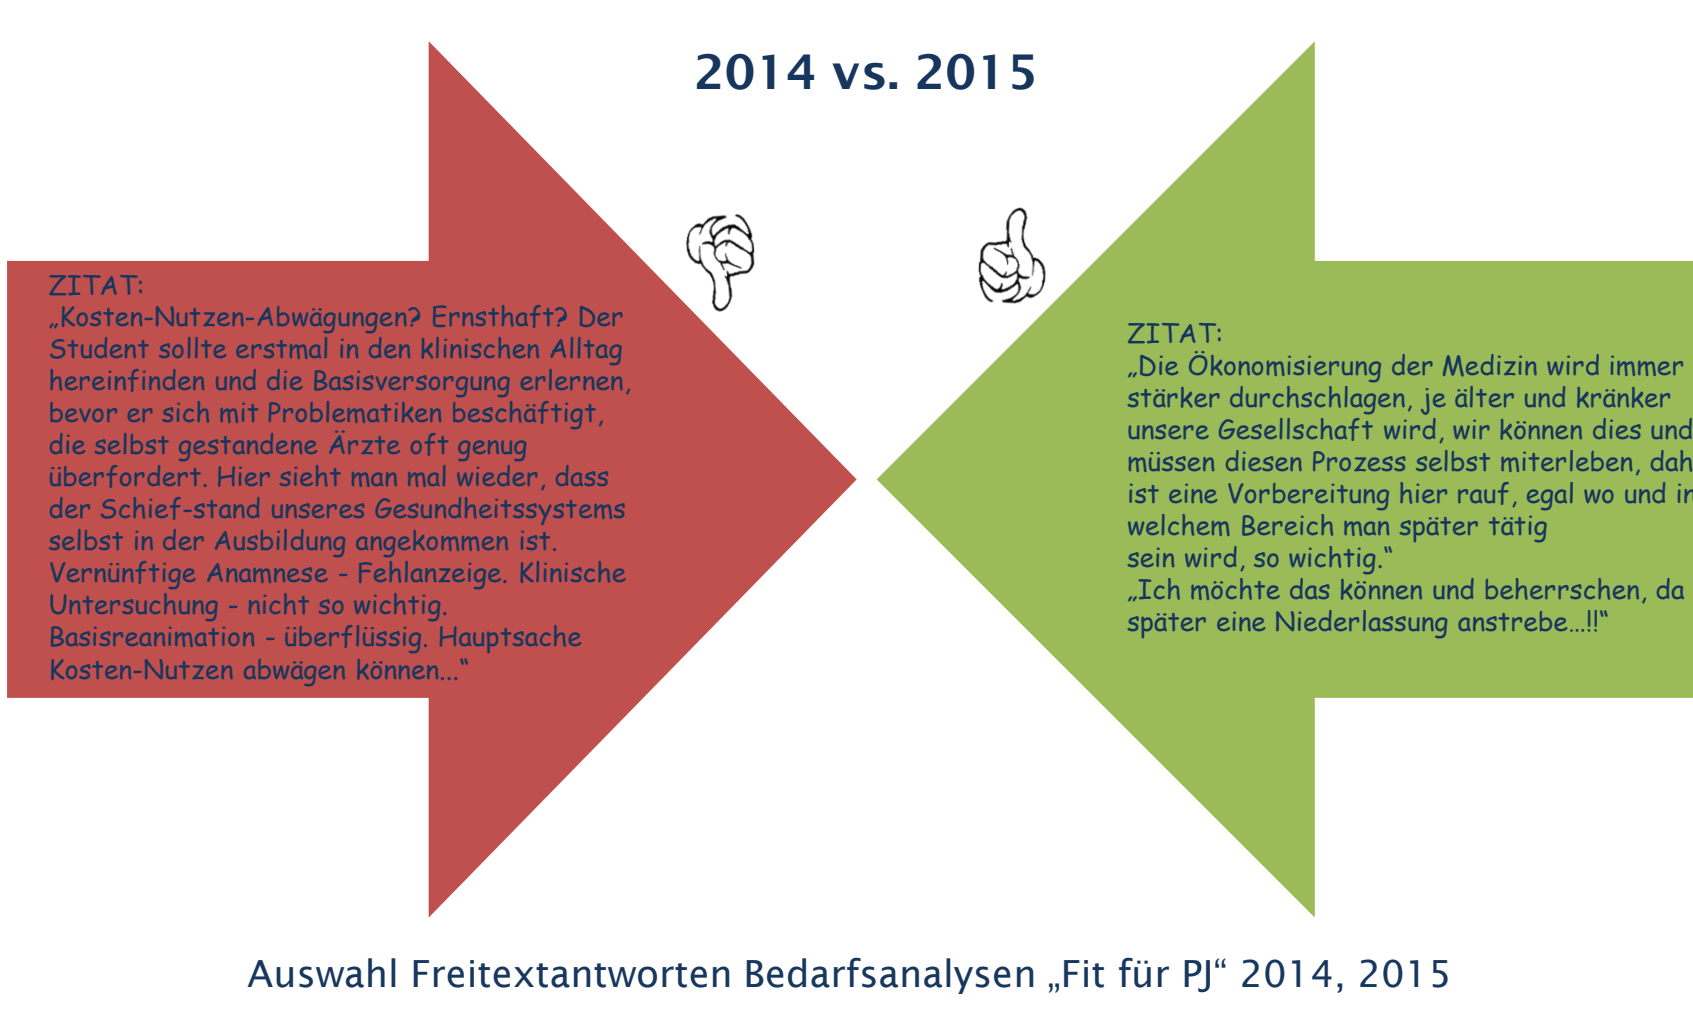 2014 vs. 2015
ZITAT:
„Kosten-Nutzen-Abwägungen? Ernsthaft? Der
Student sollte erstmal in den klinischen Alltag
hereinfinden und die Basisversorgung erlernen,
bevor er sich mit Problematiken beschäftigt,
die selbst gestandene Ärzte oft genug
überfordert. Hier sieht man mal wieder, dass
der Schief-stand unseres Gesundheitssystems
selbst in der Ausbildung angekommen ist.
Vernünftige Anamnese - Fehlanzeige. Klinische
Untersuchung - nicht so wichtig.
Basisreanimation - überflüssig. Hauptsache
Kosten-Nutzen abwägen können...“
ZITAT:
„Die Ökonomisierung der Medizin wird immer
stärker durchschlagen, je älter und kränker
unsere Gesellschaft wird, wir können dies und
müssen diesen Prozess selbst miterleben,
ist eine Vorbereitung hier rauf, egal wo und
welchem Bereich man später tätig
sein wird, so wichtig.“
„Ich möchte das können und beherrschen, da
später eine Niederlassung anstrebe...!!“
Auswahl Freitextantworten Bedarfsanalysen „Fit für PJ“ 2014, 2015